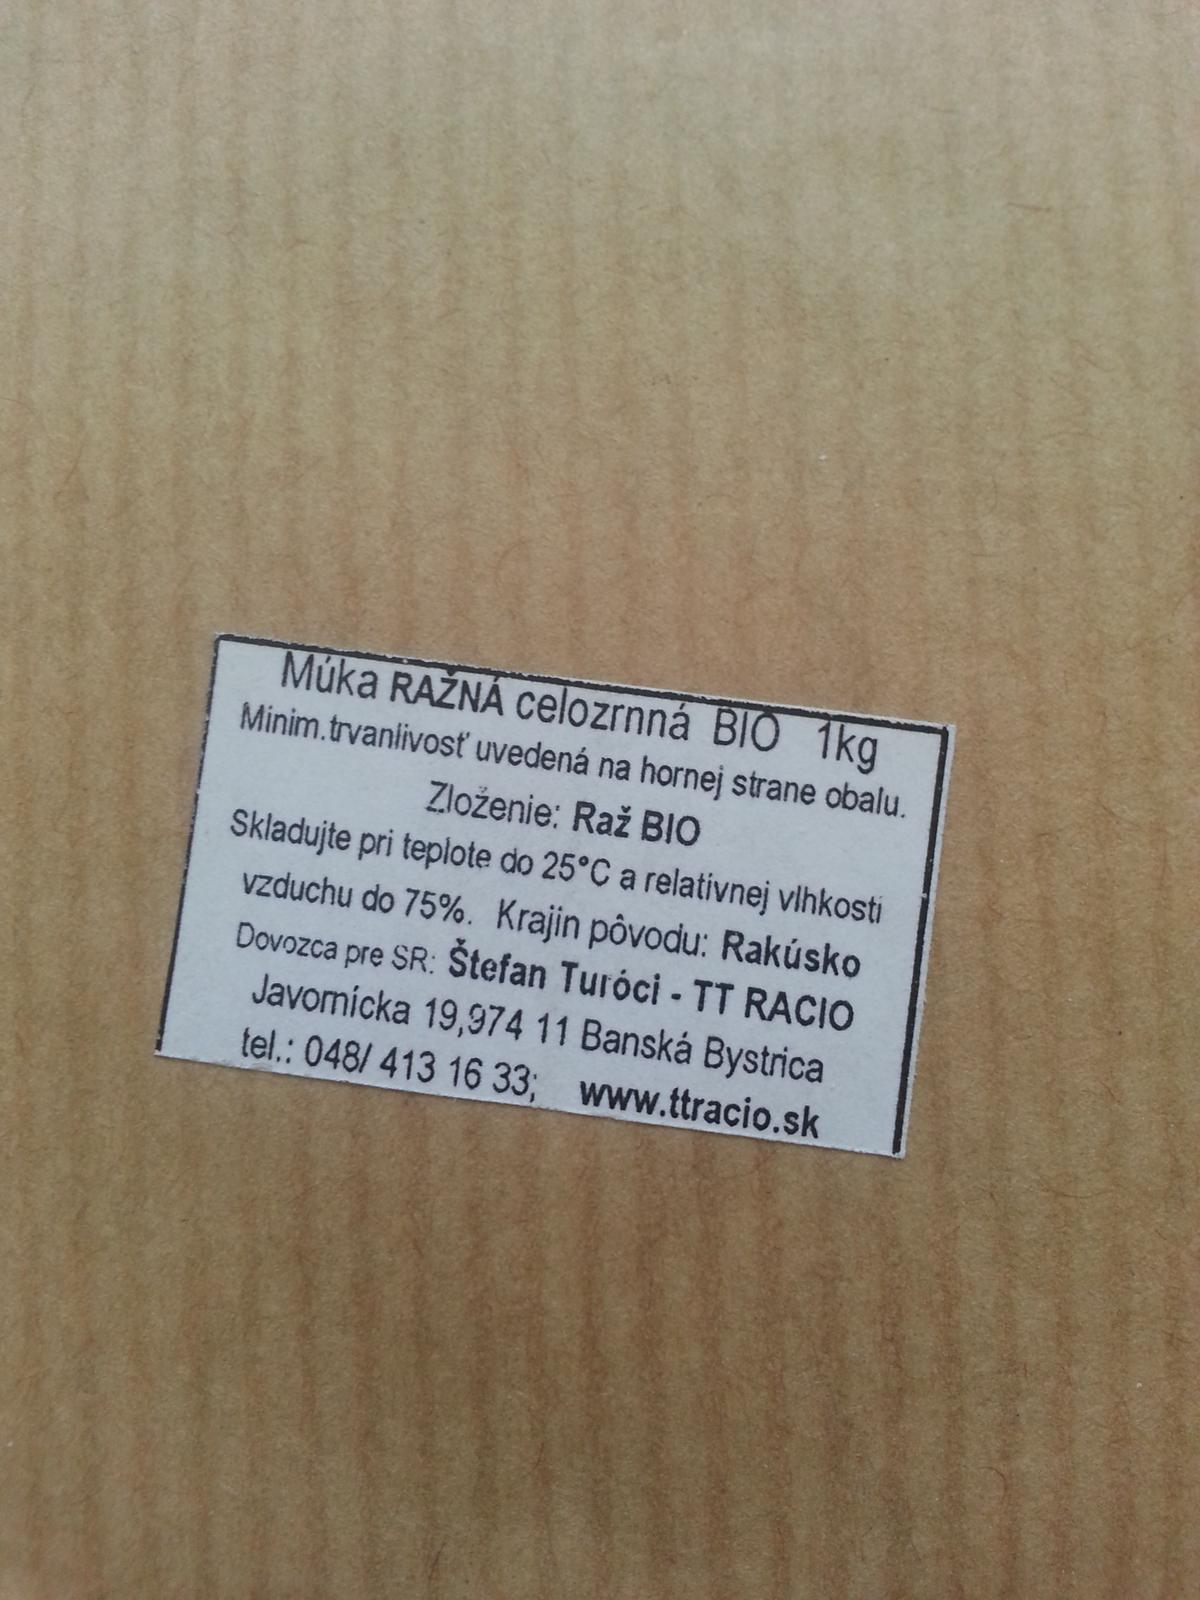 Múka RAŽNÁ celozrnná BIO 1kg
Minim.trvanlivosť uvedená na hornej strane obalu.
Zloženie: Raž BIO
Skladujte pri teplote do 25°C a relatívnej vlhkosti
vzduchu do 75%. Krajin pôvodu: Rakúsko
Dovozca pre SR: Štefan Turóci - TT RACIO
Javornícka 19,974 11 Banská Bystrica
tel.: 048/ 413 16 33; www.ttracio.sk